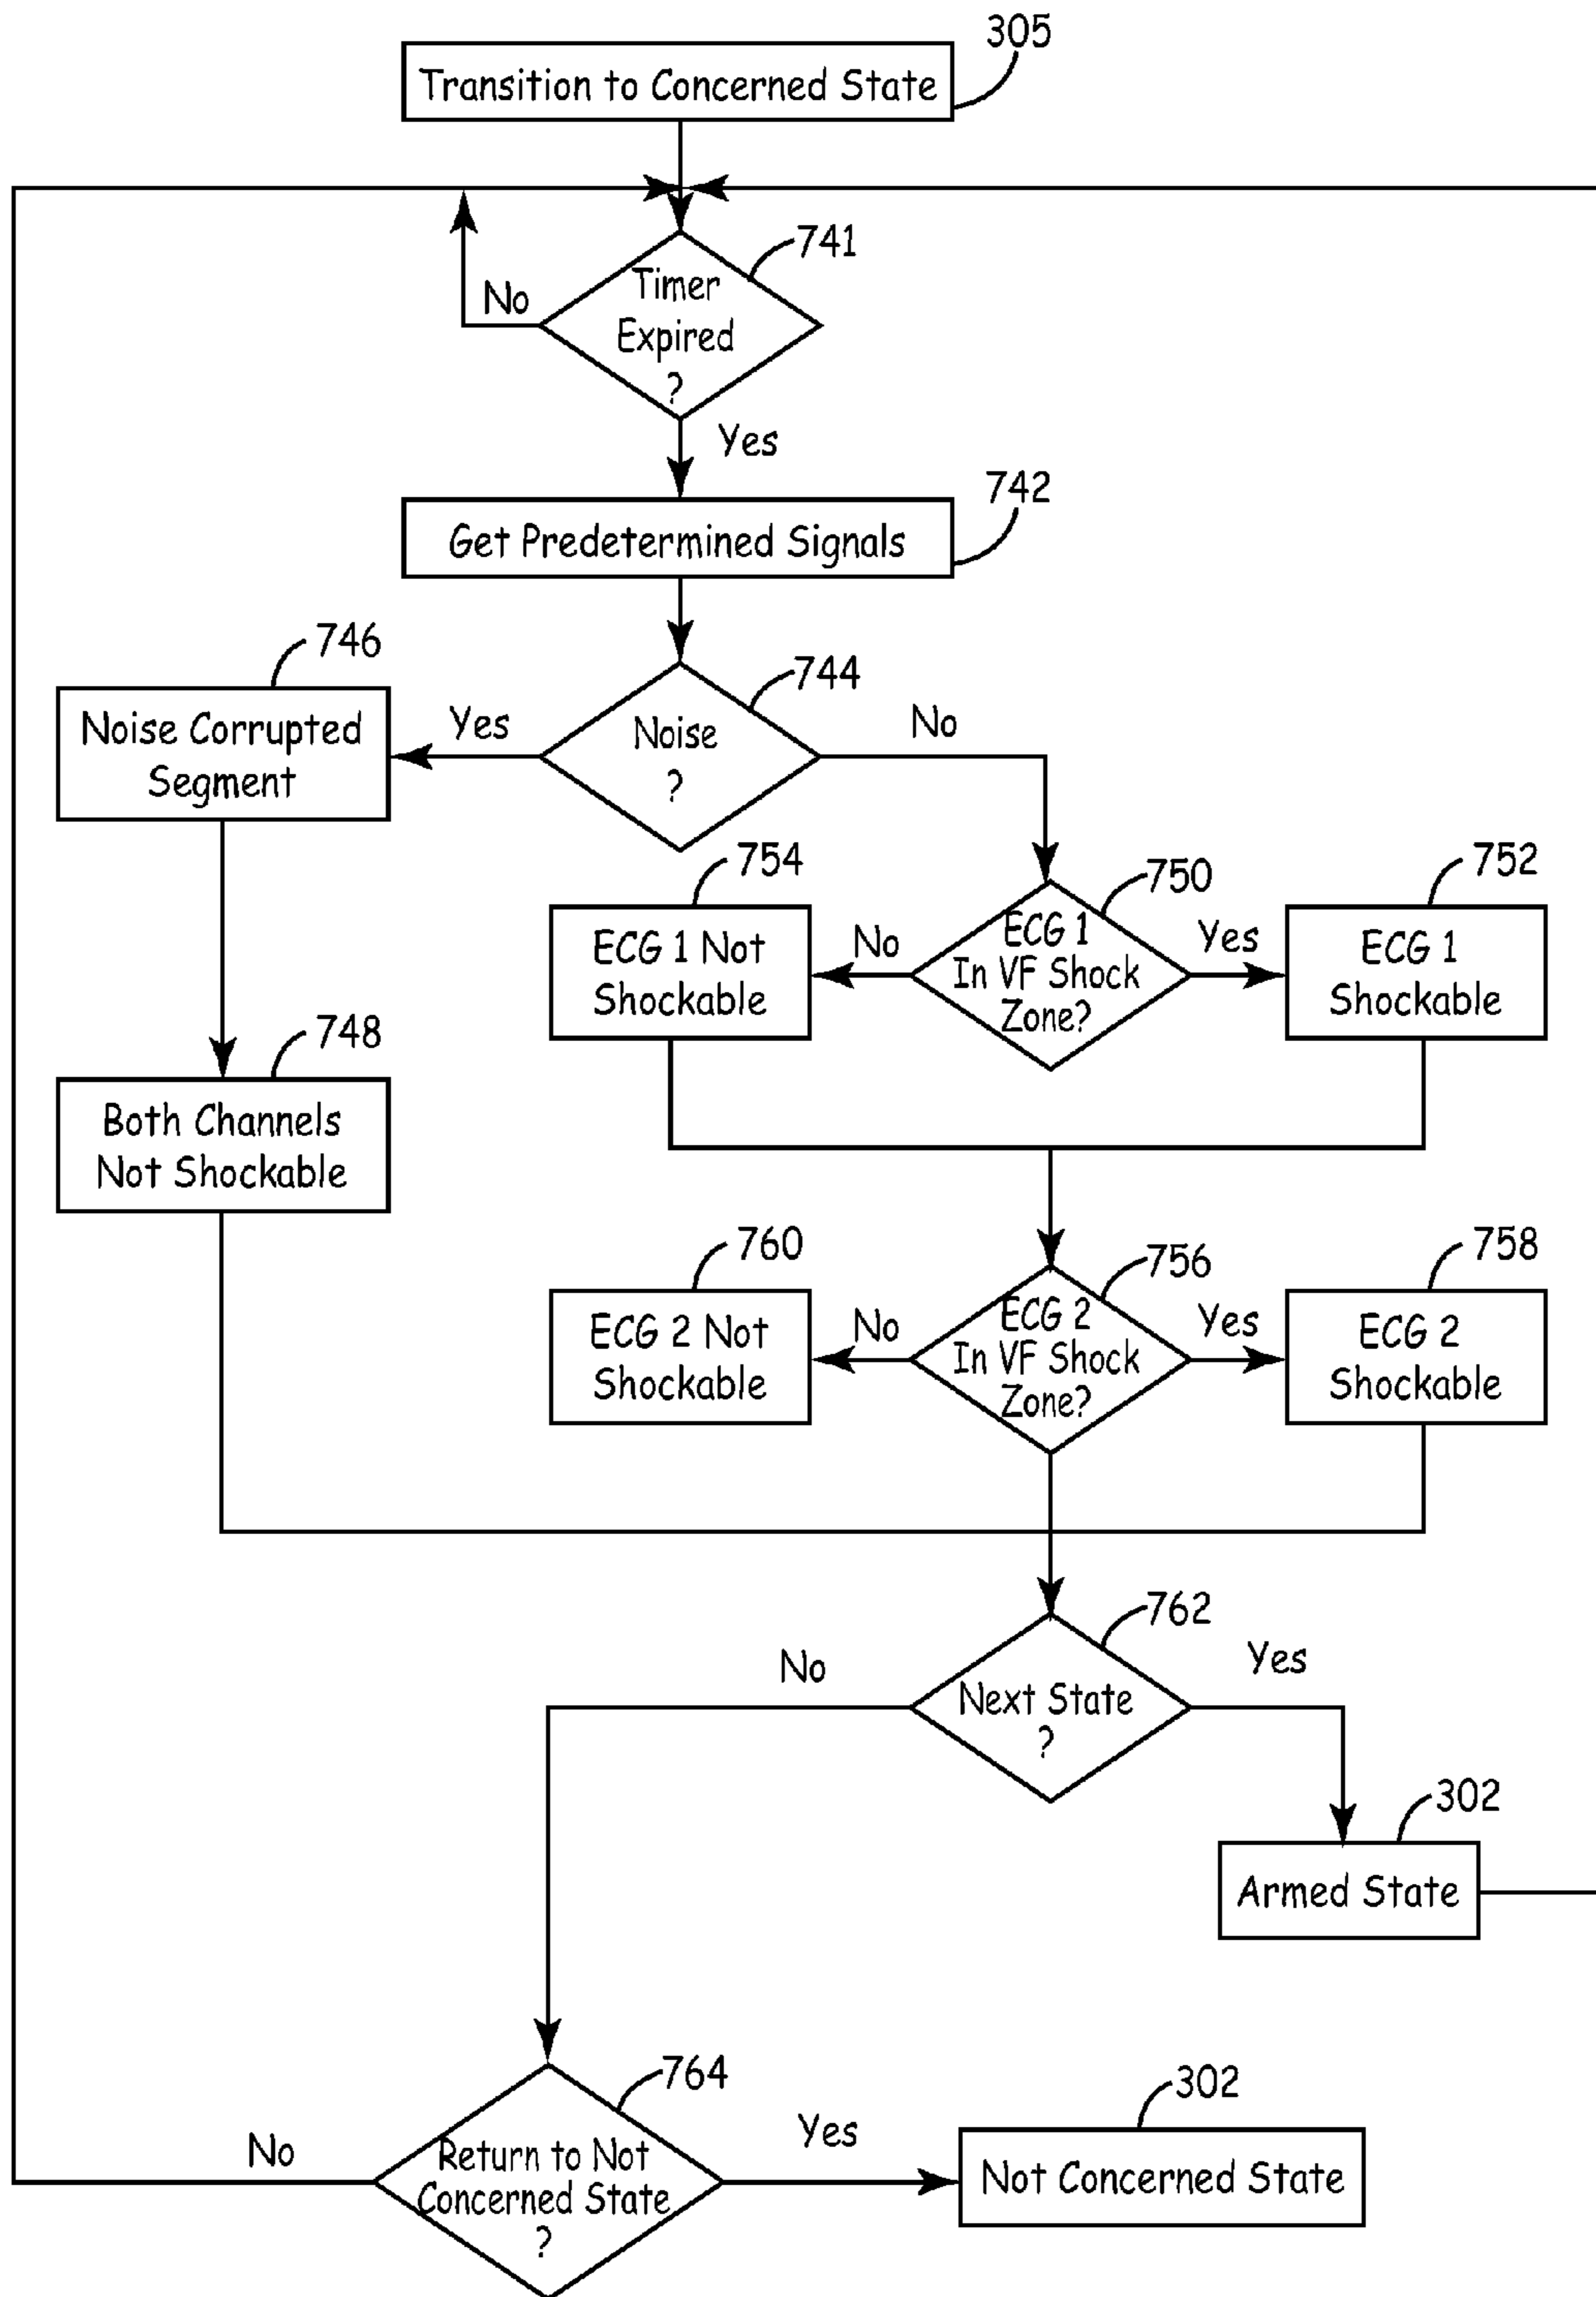 305
Transition to Concerned State
741
Timer
Expired
?
No
Yes
742
Get Predetermined Signals
746
744
Noise Corrupted
Segment
Yes
Noise
?
No
754
750
752
ECG 1 Not
Shockable
No
ECG 1
In VF Shock
Zone?
Yes
ECG 1
Shockable
748
Both Channels
Not Shockable
760
756
758
ECG 2 Not
Shockable
No
ECG 2
In VF Shock
Zone?
Yes
ECG 2
Shockable
762
No
Next State
?
Yes
302
Armed State
764
302
No
Return to Not
Concerned State
?
Yes
Not Concerned State